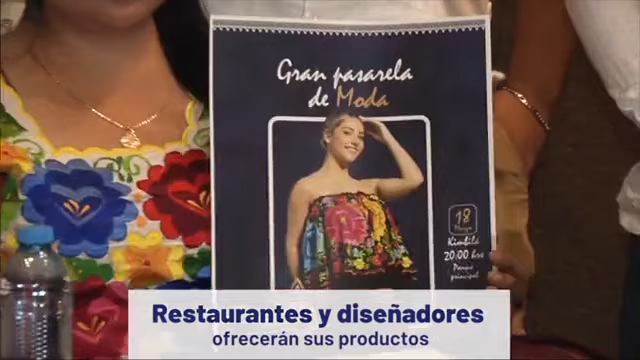 Gran pasarela
de Moda
18
Mayo
Kimbilá
20:00 hrs
Parque
principal
Restaurantes y diseñadores
ofrecerán sus productos